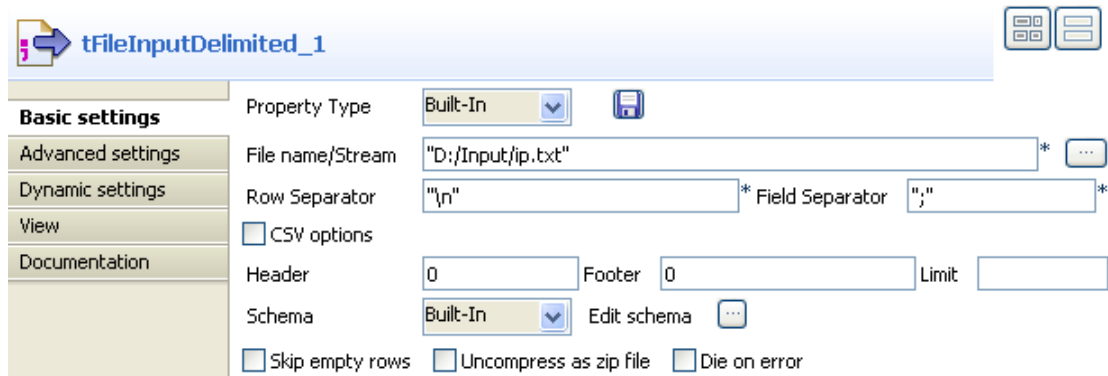 tFileInputDelimited_1
Basic settings
Advanced settings
Dynamic settings
View
Documentation
Property Type Built-In
File name/Stream "D:/Input/ip.txt" * ...
Row Separator "\n" * Field Separator ";" *
CSV options
Header 0 Footer 0 Limit
Schema Built-In Edit schema ...
Skip empty rows Uncompress as zip file Die on error